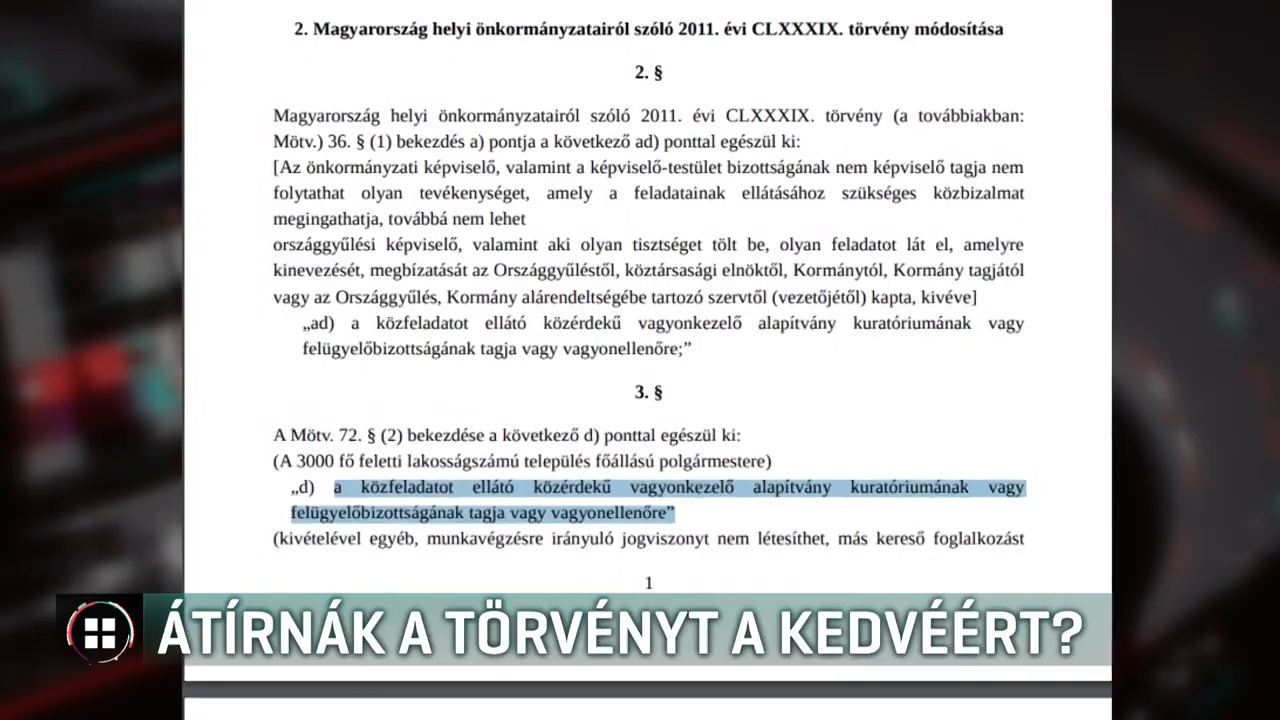 2. Magyarország helyi önkormányzatairól szóló 2011. évi CLXXXIX. törvény módosítása
2. §
Magyarország helyi önkormányzatairól szóló 2011. évi CLXXXIX. törvény (a továbbiakban:
Mötv.) 36. § (1) bekezdés a) pontja a következő ad) ponttal egészül ki:
[Az önkormányzati képviselő, valamint a képviselő-testület bizottságának nem képviselő tagja nem
folytathat olyan tevékenységet, amely a feladatainak ellátásához szükséges közbizalmat
megingathatja, továbbá nem lehet
országgyűlési képviselő, valamint aki olyan tisztséget tölt be, olyan feladatot lát el, amelyre
kinevezését, megbízatását az Országgyűléstől, köztársasági elnöktől, Kormánytól, Kormány tagjától
vagy az Országgyűlés, Kormány alárendeltségébe tartozó szervtől (vezetőjétől) kapta, kivéve]
„ad) a közfeladatot ellátó közérdekű vagyonkezelő alapítvány kuratóriumának vagy
felügyelőbizottságának tagja vagy vagyonellenőre;”
3. §
A Mötv. 72. § (2) bekezdése a következő d) ponttal egészül ki:
(A 3000 fő feletti lakosságszámú település főállású polgármestere)
„d) a közfeladatot ellátó közérdekű vagyonkezelő alapítvány kuratóriumának vagy
felügyelőbizottságának tagja vagy vagyonellenőre”
(kivételével egyéb, munkavégzésre irányuló jogviszonyt nem létesíthet, más kereső foglalkozást
1
ÁTÍRNÁK A TÖRVÉNYT A KEDVÉÉRT?